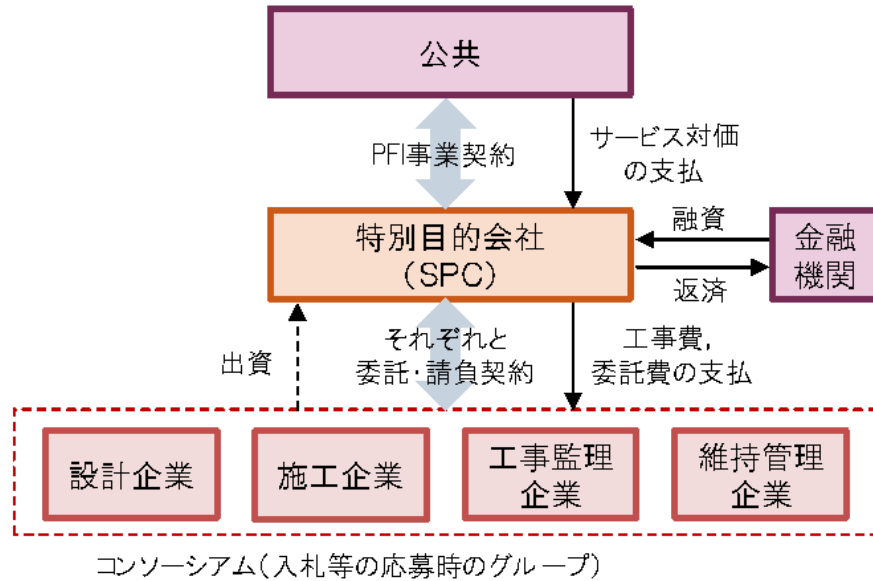 公共
PFI事業契約
サービス対価
の支払
特別目的会社
(SPC)
融資
返済
金融
機関
出資
それぞれと
委託・請負契約
工事費,
委託費の支払
設計企業
施工企業
工事監理
企業
維持管理
企業
コンソーシアム(入札等の応募時のグループ)